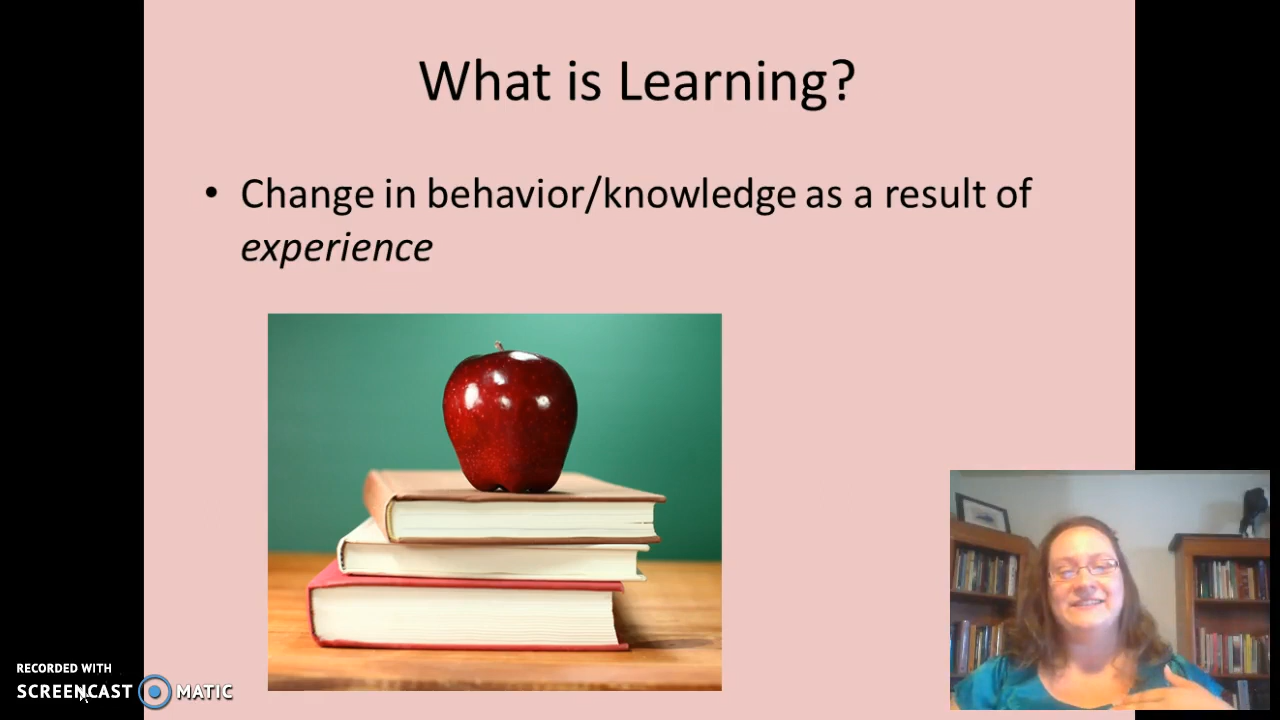 What is Learning?
• Change in behavior/knowledge as a result of
experience
RECORDED WITH
SCREENCAST MATIC